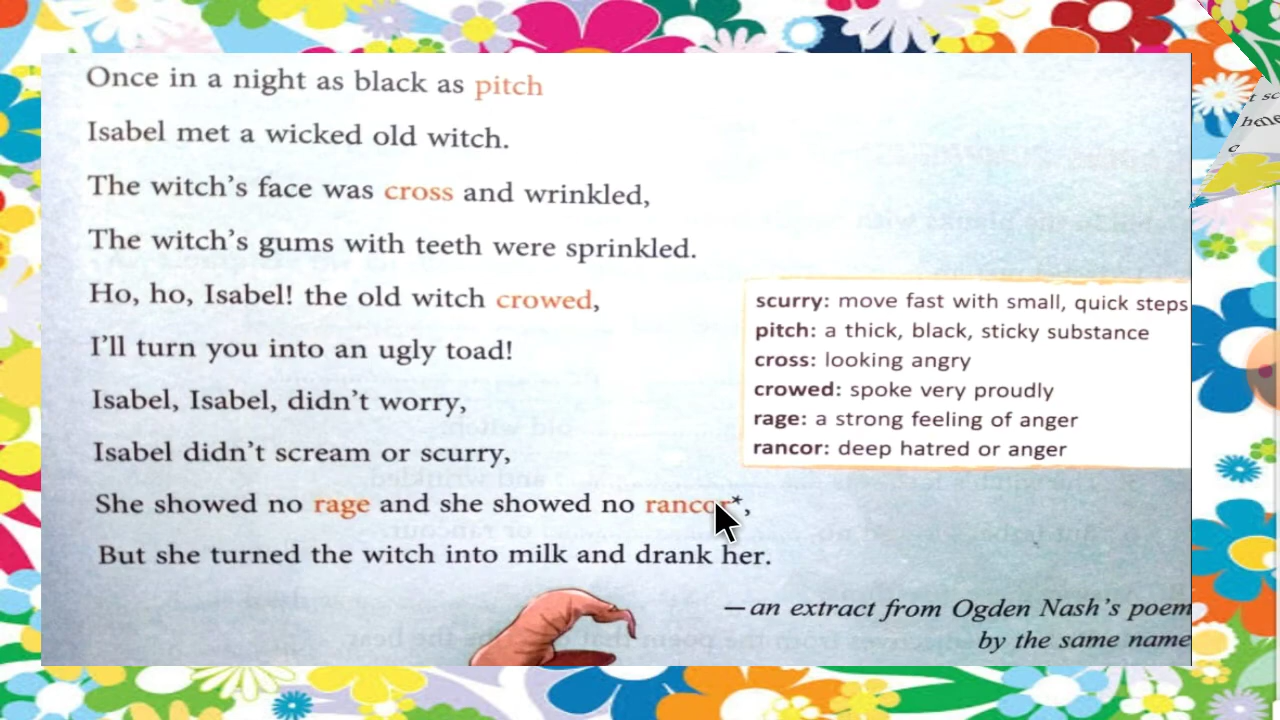 Once in a night as black as pitch
Isabel met a wicked old witch.
The witch's face was cross and wrinkled,
The witch's gums with teeth were sprinkled.
Ho, ho, Isabel! the old witch crowed,
I'll turn you into an ugly toad!
Isabel, Isabel, didn't worry,
Isabel didn't scream or scurry,
She showed no rage and she showed no rancor*,
But she turned the witch into milk and drank her.
—an extract from Ogden Nash's poem
by the same name
scurry: move fast with small, quick steps
pitch: a thick, black, sticky substance
cross: looking angry
crowed: spoke very proudly
rage: a strong feeling of anger
rancor: deep hatred or anger